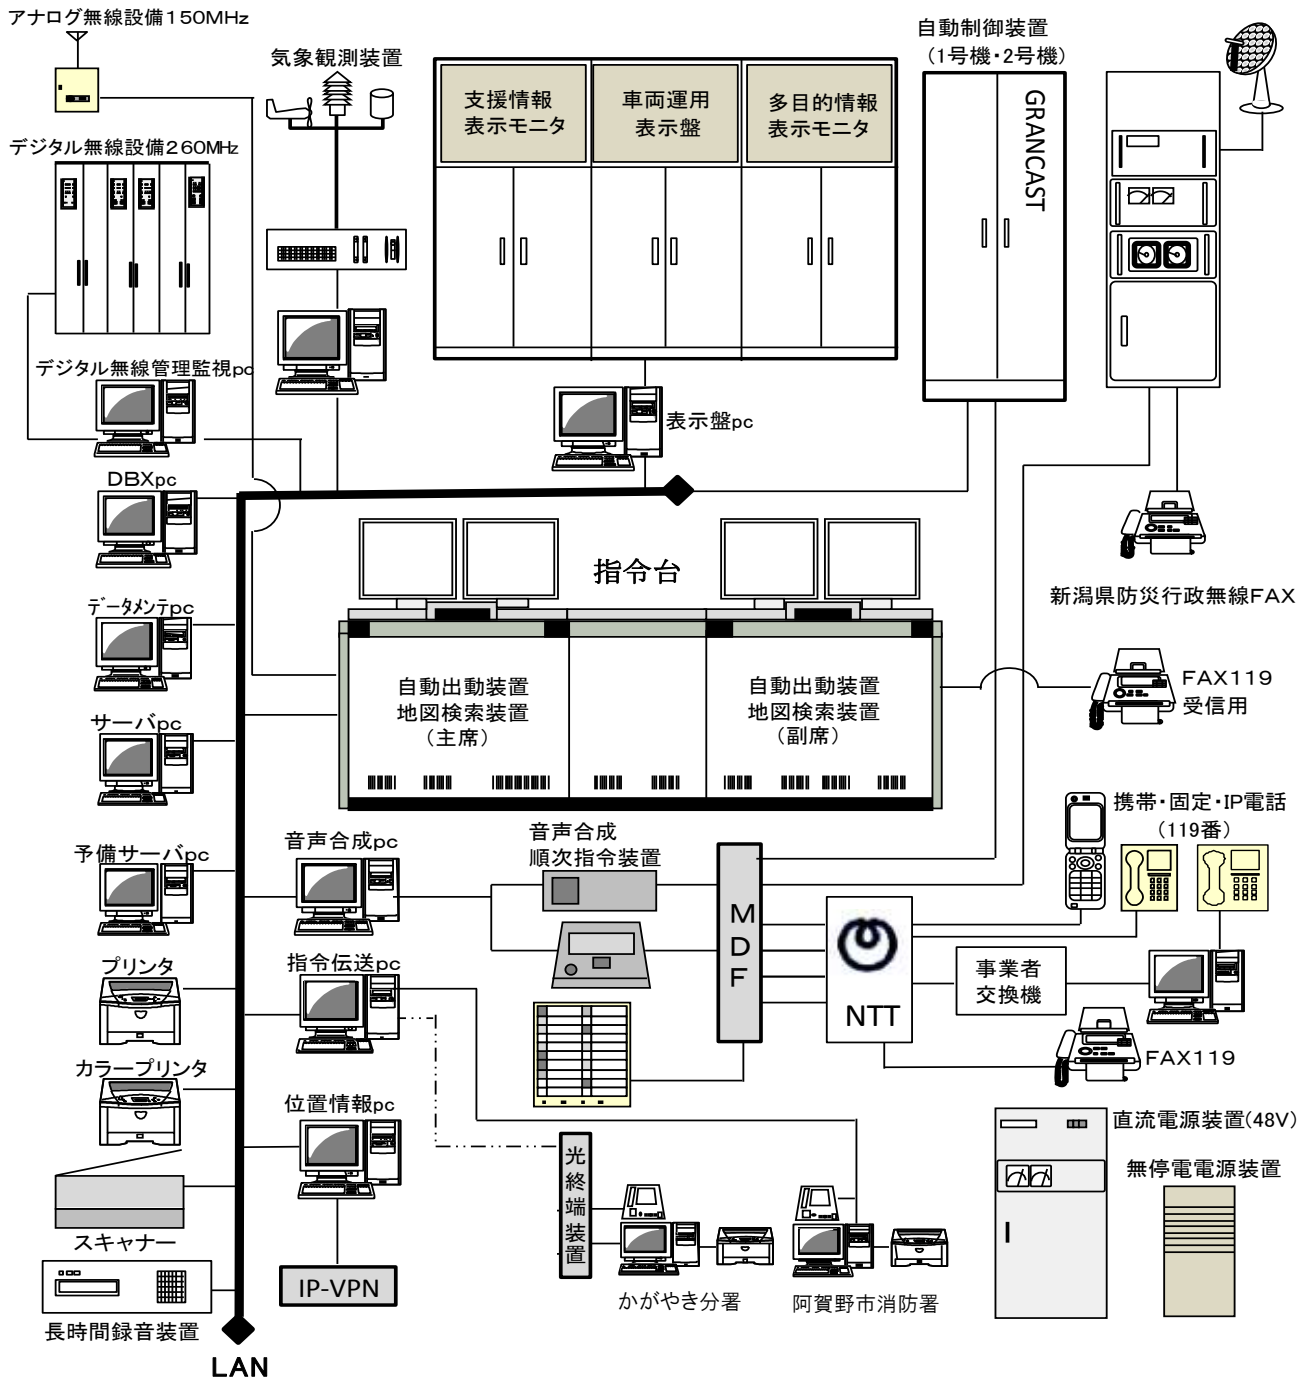 アナログ無線設備150MHz
気象観測装置
自動制御装置
(1号機・2号機)
支援情報
表示モニタ
車両運用
表示盤
多目的情報
表示モニタ
GRANCAST
デジタル無線設備260MHz
デジタル無線管理監視pc
表示盤pc
DBXpc
指令台
新潟県防災行政無線FAX
データメンテpc
自動出動装置
地図検索装置
(主席)
自動出動装置
地図検索装置
(副席)
FAX119
受信用
サーバpc
携帯・固定・IP電話
(119番)
予備サーバpc
音声合成pc
音声合成
順次指令装置
MDF
NTT
事業者
交換機
プリンタ
指令伝送pc
FAX119
カラープリンタ
位置情報pc
光終端装置
直流電源装置(48V)
無停電電源装置
スキャナー
IP-VPN
かがやき分署
阿賀野市消防署
長時間録音装置
LAN